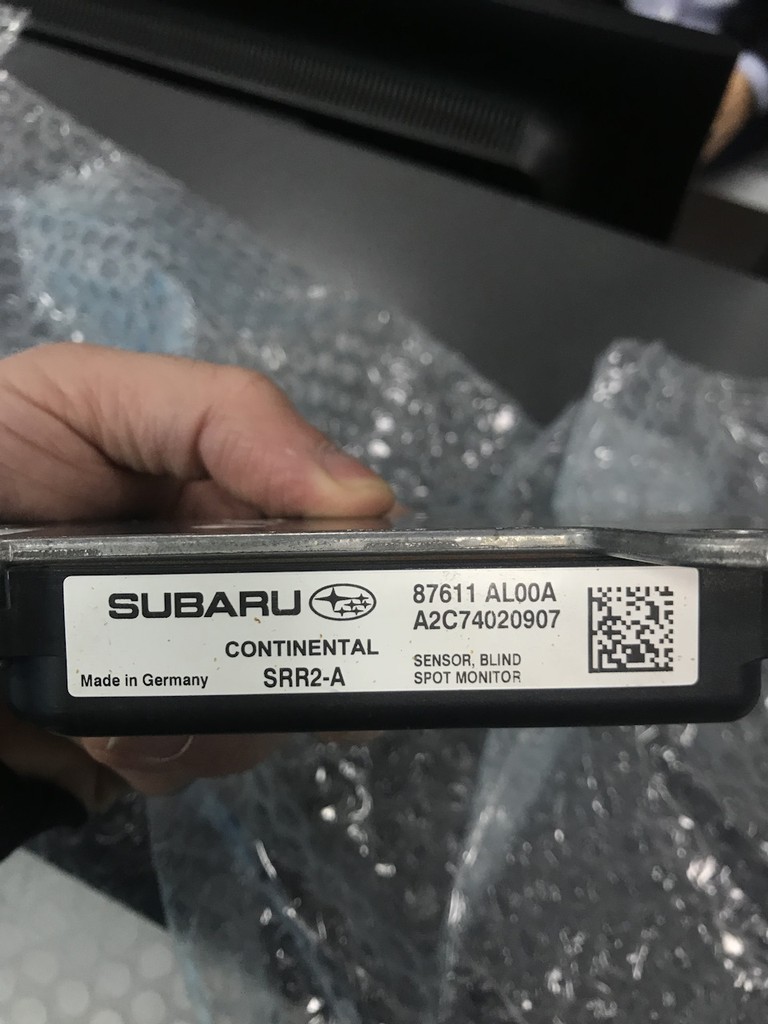 SUBARU
CONTINENTAL
Made in Germany
SRR2-A
87611 AL00A
A2C74020907
SENSOR, BLIND
SPOT MONITOR